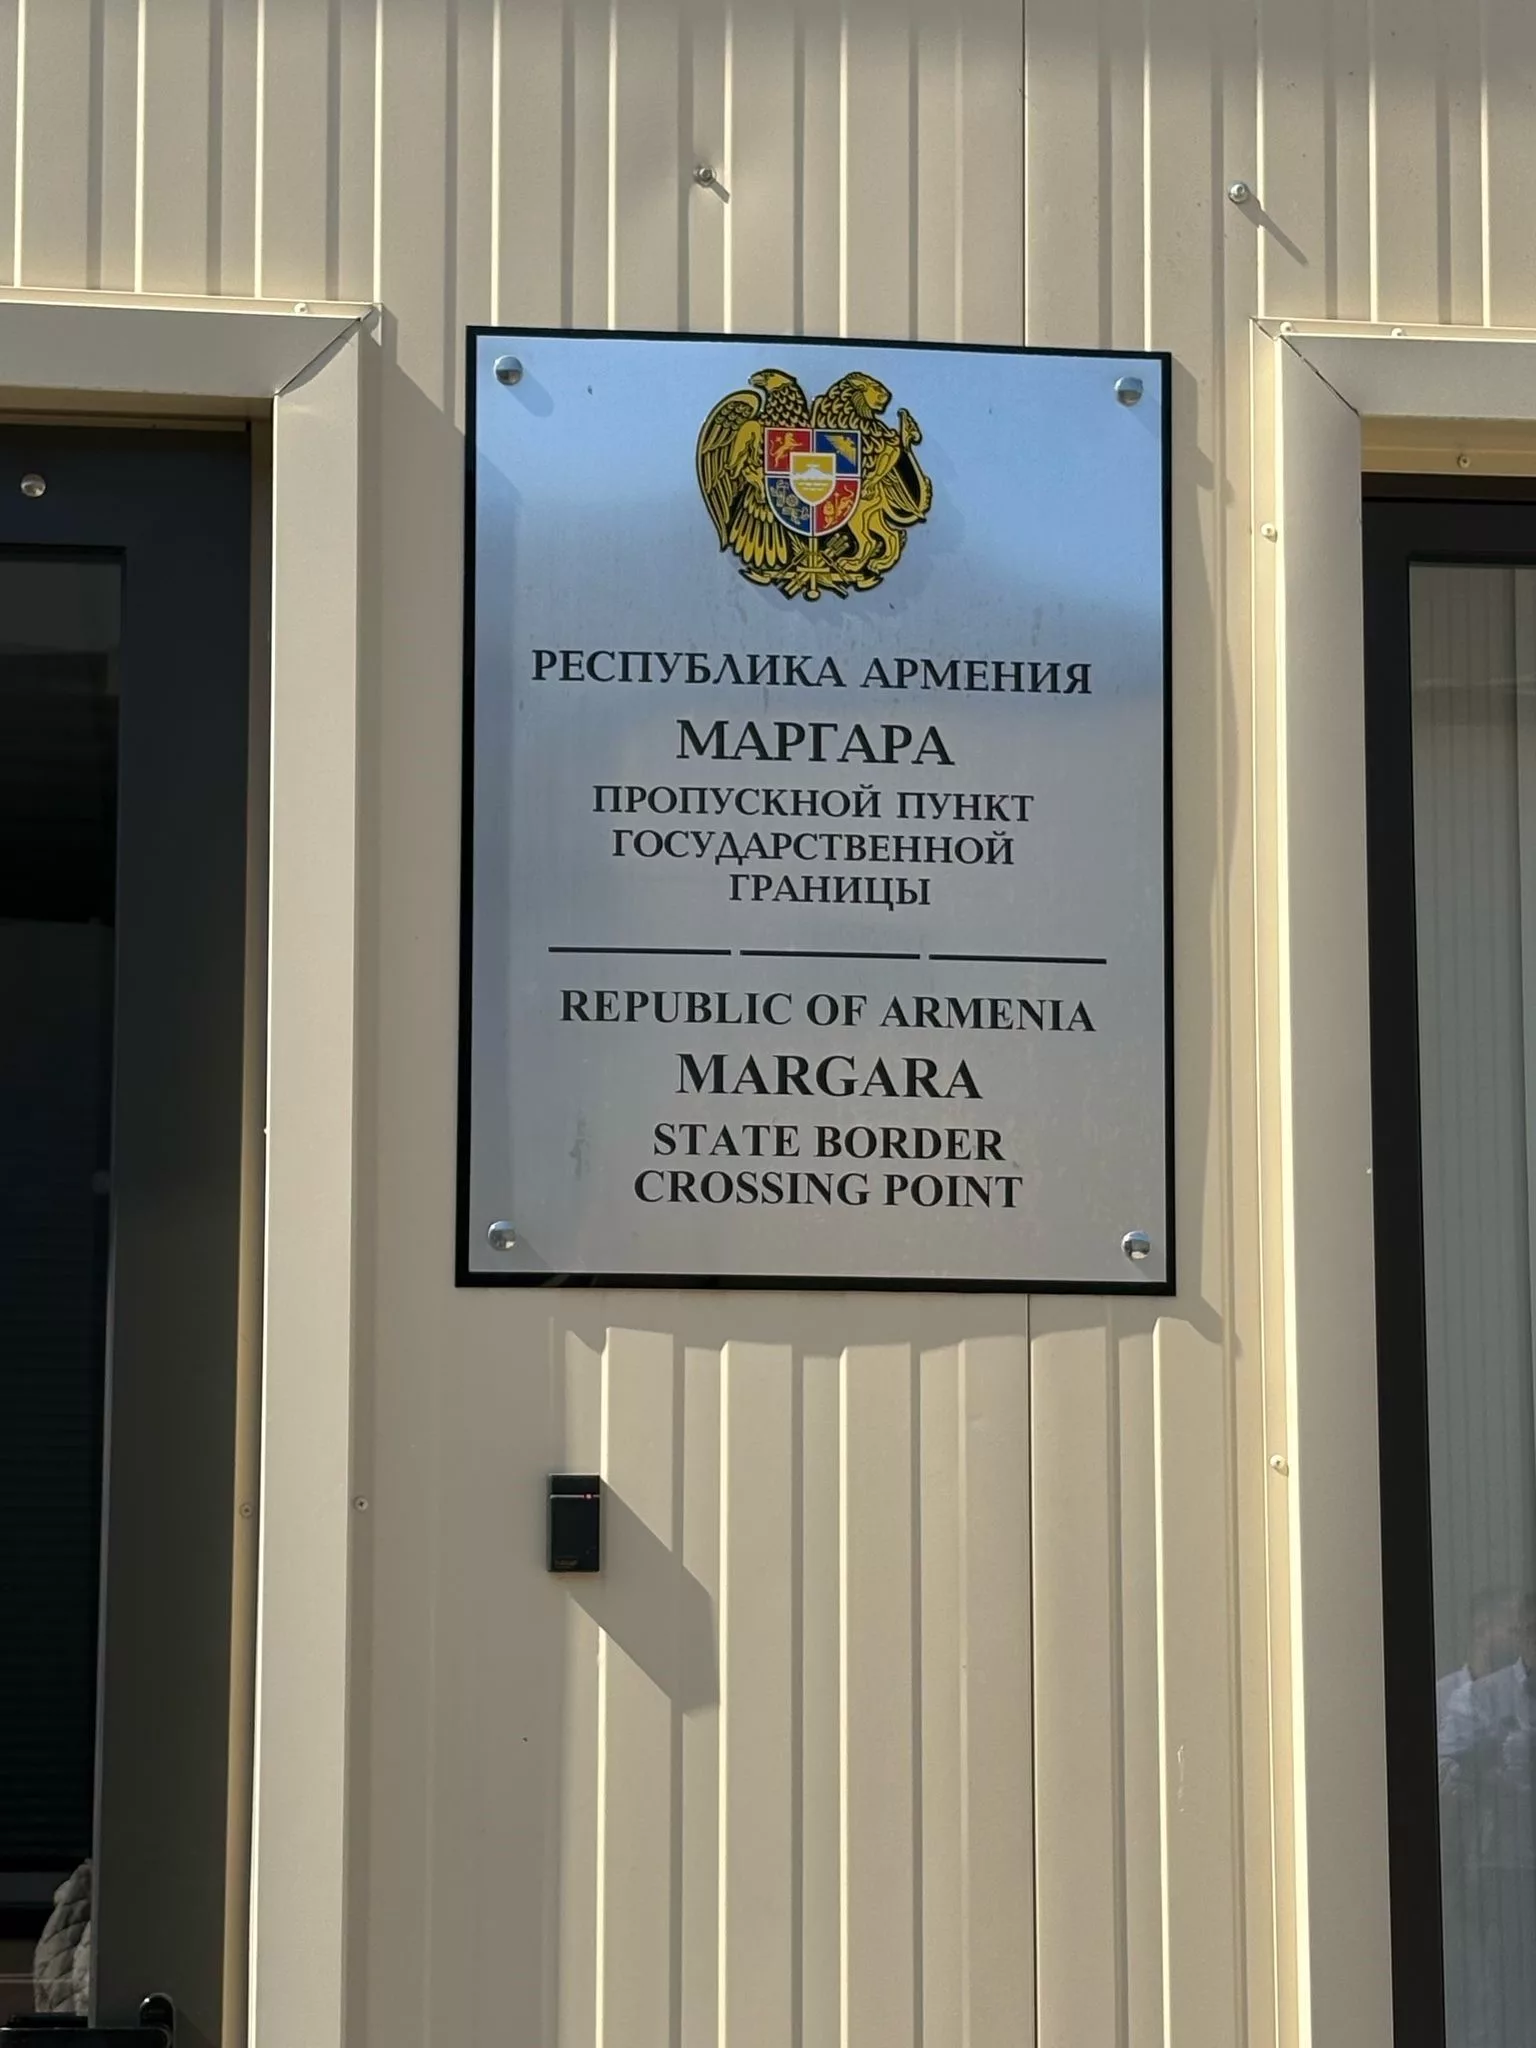 РЕСПУБЛИКА АРМЕНИЯ
МАРГАРА
ПРОПУСКНОЙ ПУНКТ
ГОСУДАРСТВЕННОЙ
ГРАНИЦЫ
REPUBLIC OF ARMENIA
MARGARA
STATE BORDER
CROSSING POINT